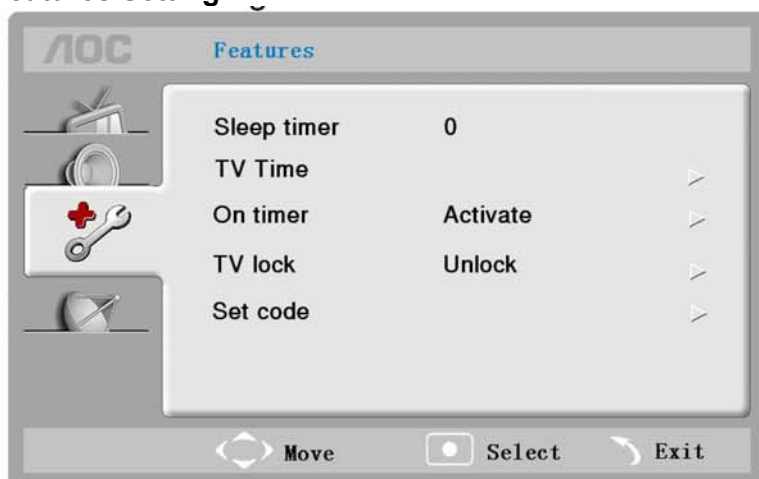 AOC Features
Sleep timer 0
TV Time
On timer Activate
TV lock Unlock
Set code
Move Select Exit